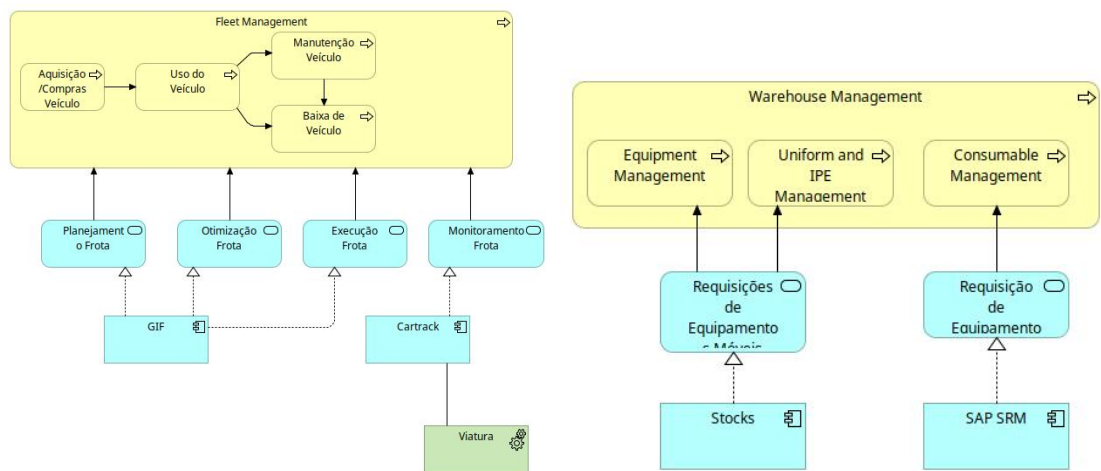 Fleet Management
Aquisição
/Compras
Veículo
Uso do
Veículo
Manutenção
Veículo
Baixa de
Veículo
Planejament
o Frota
Otimização
Frota
Execução
Frota
Monitoramento
Frota
GIF
Cartrack
Viatura
Warehouse Management
Equipment
Management
Uniform and
IPE
Management
Consumable
Management
Requisições
de
Equipamento
s Móveis
Requisição
de
Equipamento
Stocks
SAP SRM